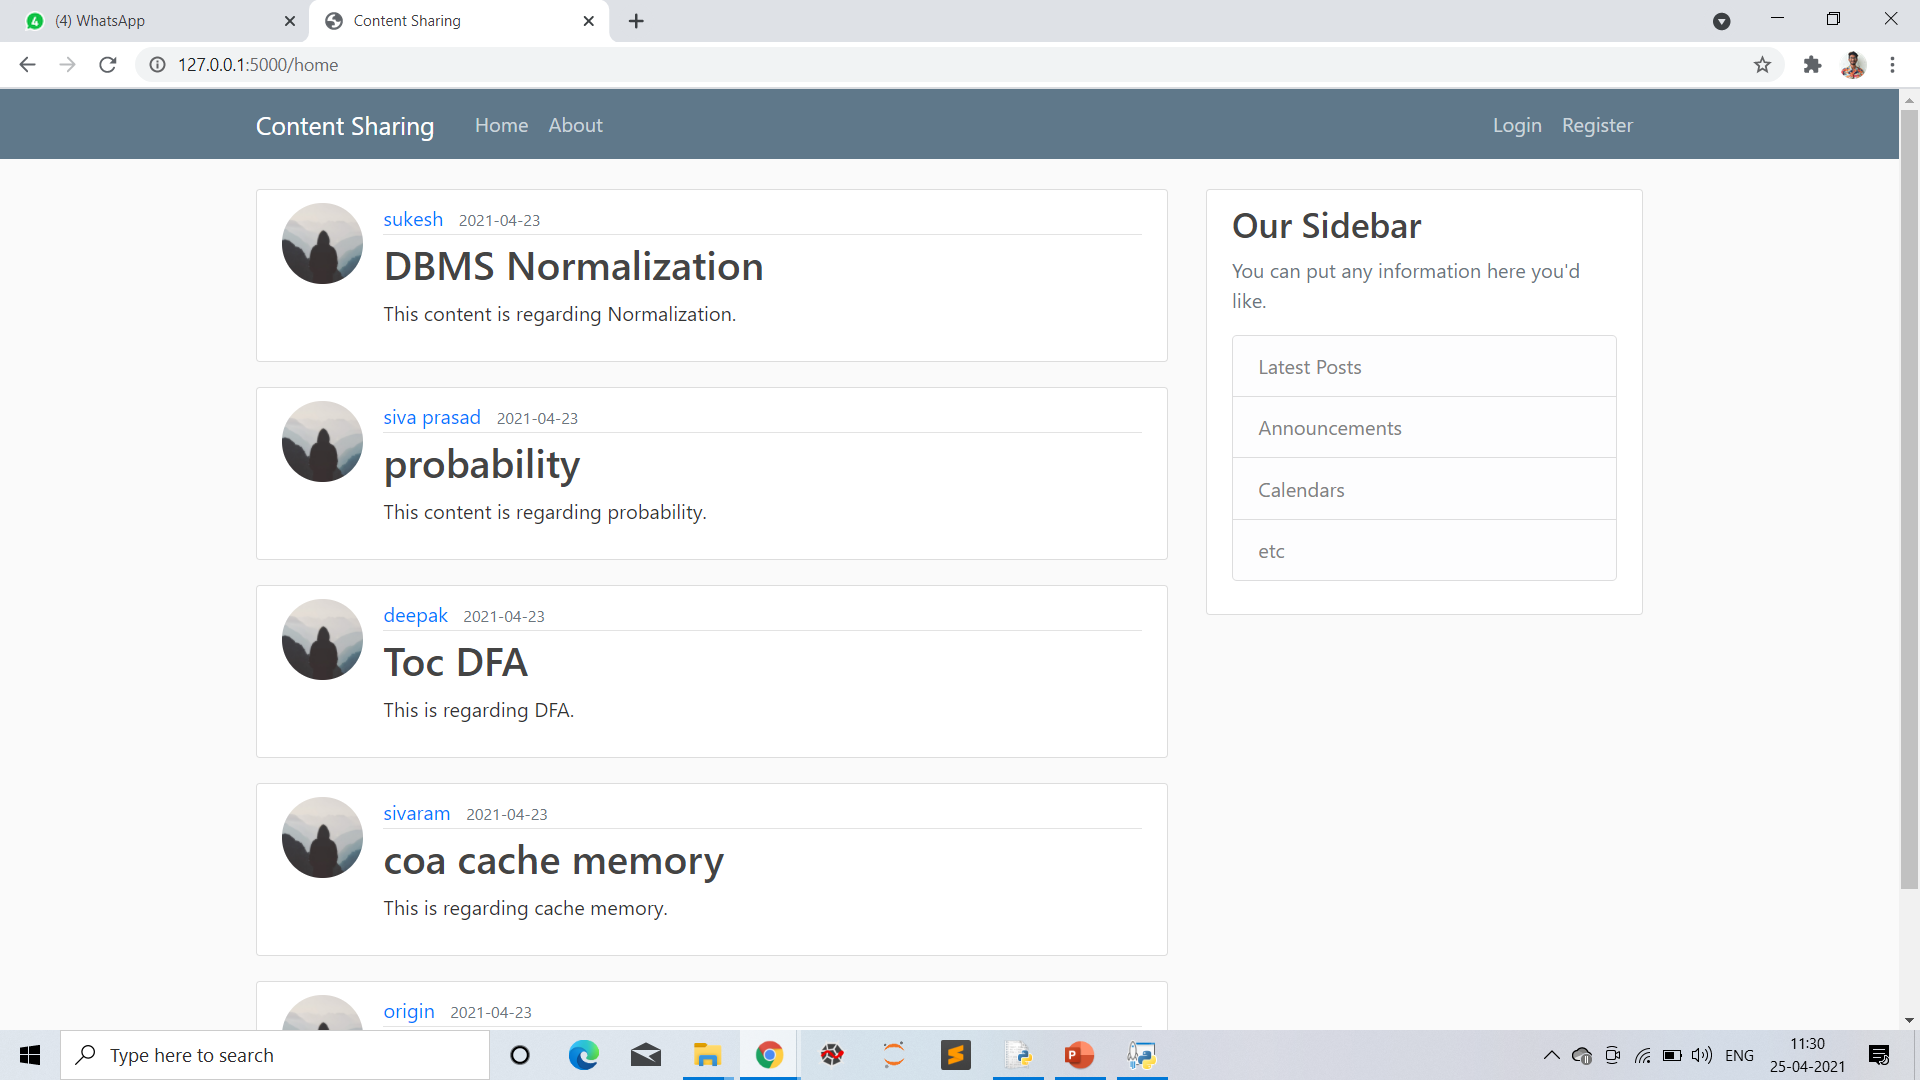 (4) WhatsApp
Content Sharing
127.0.0.1:5000/home
Content Sharing Home About Login Register
sukesh 2021-04-23
DBMS Normalization
This content is regarding Normalization.
siva prasad 2021-04-23
probability
This content is regarding probability.
deepak 2021-04-23
Toc DFA
This is regarding DFA.
sivaram 2021-04-23
coa cache memory
This is regarding cache memory.
origin 2021-04-23
Our Sidebar
You can put any information here you'd
like.
Latest Posts
Announcements
Calendars
etc
Type here to search
ENG
11:30
25-04-2021